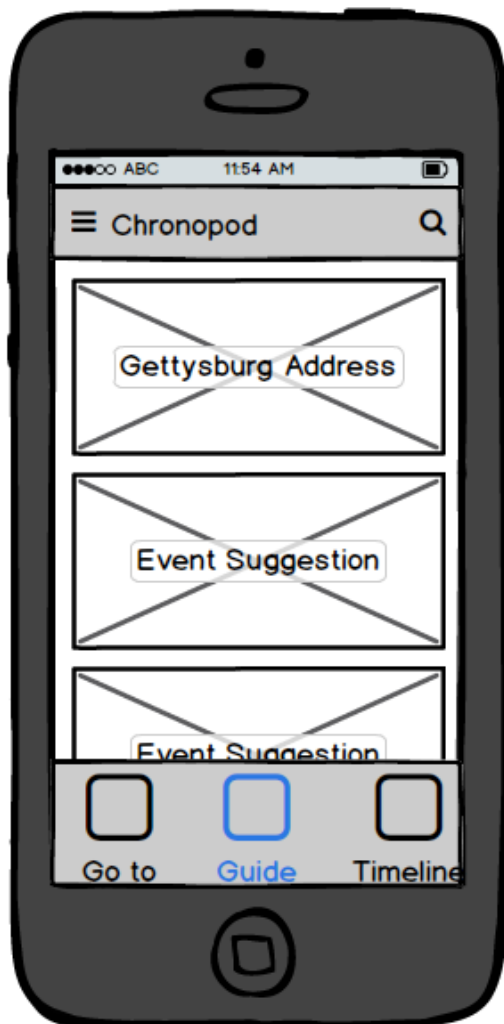 ABC 11:54 AM
Chronopod
Gettysburg Address
Event Suggestion
Event Suggestion
Go to Guide Timeline